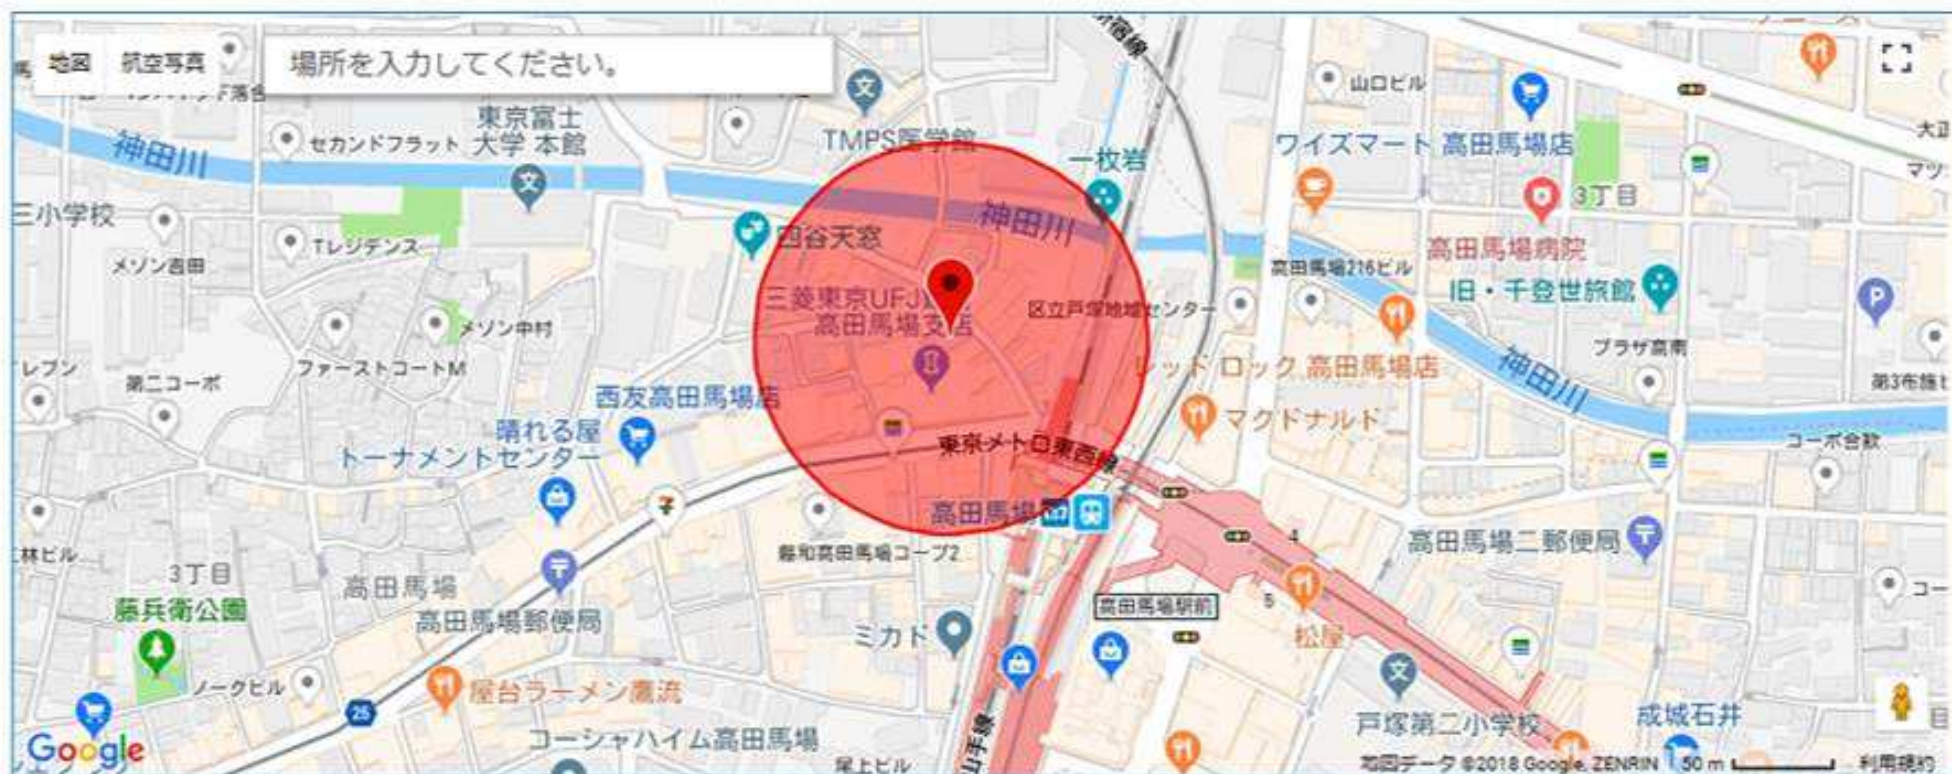 地図
航空写真
場所を入力してください。
山口ビル
東京富士
大学 本館
セカンドフラット
TMPS医学館
一枚岩
ワイズマート 高田馬場店
神田川
三小学校
Tレジデンス
メゾン吉田
四谷天窓
神田川
3丁目
高田馬場病院
高田馬場216ビル
旧・千登世旅館
三菱東京UFJ
高田馬場支店
区立戸塚地域センター
メゾン中村
ファーストコートM
第二コーポ
レッド ロック 高田馬場店
プラザ高南
神田川
西友高田馬場店
晴れる屋
トーナメントセンター
マクドナルド
東京メトロ東西線
コーポ合歓
高田馬場
高田馬場二郵便局
4
5
3丁目
高田馬場
藤兵衛公園
高田馬場郵便局
高田馬場駅前
ミカド
松屋
ノークビル
屋台ラーメン鷹流
25
コーシャハイム高田馬場
尾上ビル
山手線
戸塚第二小学校
成城石井
Google
地図データ ©2018 Google, ZENRIN
50 m
利用規約